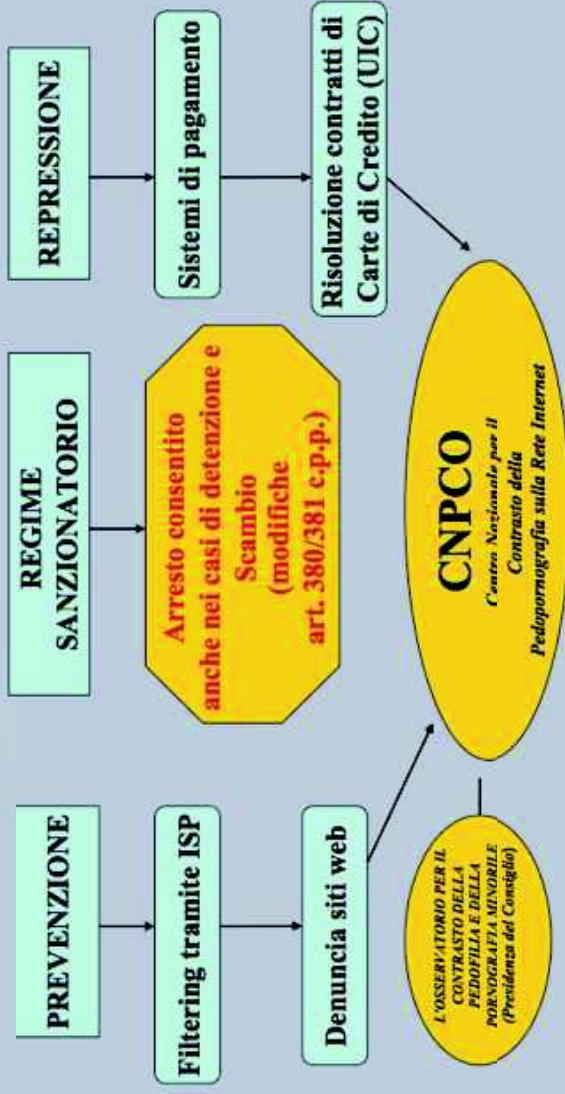 PREVENZIONE
Filtering tramite ISP
Denuncia siti web
REGIME
SANZIONATORIO
Arresto consentito
anche nei casi di detenzione e
Scambio
(modifiche
art. 380/381 c.p.p.)
REPRESSIONE
Sistemi di pagamento
Risoluzione contratti di
Carte di Credito (UIC)
L'OSSERVATORIO PER IL
CONTRASTO DELLA
PEDOFILIA E DELLA
PORNOGRAFIA MINORILE
(Presidenza del Consiglio)
CNPCO
Centro Nazionale per il
Contrasto della
Pedopornografia sulla Rete Internet